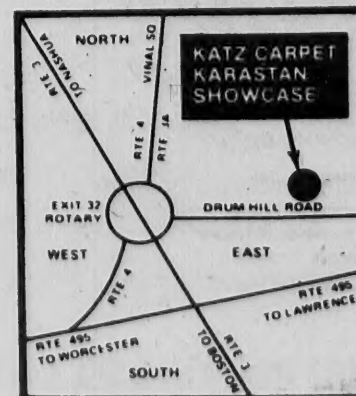 NORTH
RTE 3
TO NASHUA
VINAL SQ
RTE 4
RTE 3A
KATZ CARPET
KARASTAN
SHOWCASE
EXIT 32
ROTARY
DRUM HILL ROAD
WEST
EAST
RTE 4
RTE 495
TO LAWRENCE
RTE 495
TO WORCESTER
RTE 3
TO BOSTON
SOUTH